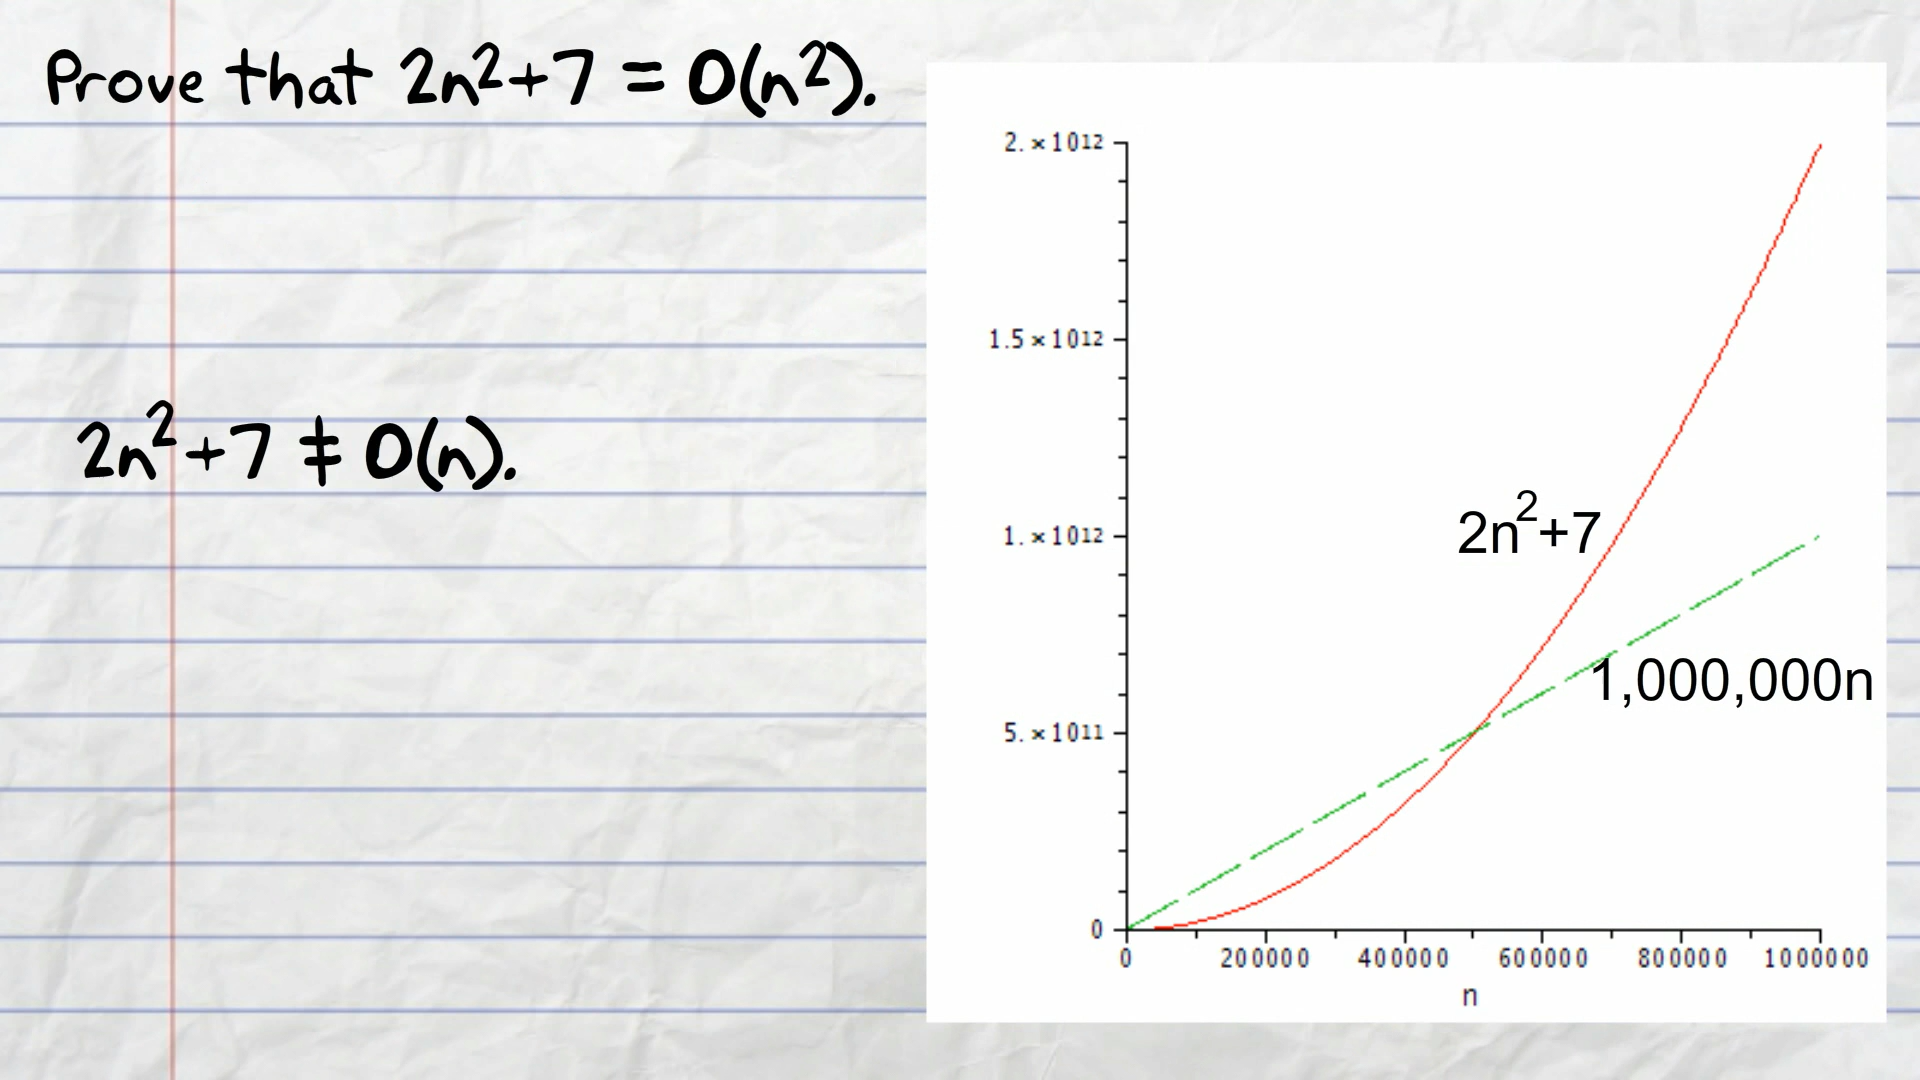 Prove that 2n²+7 = O(n²).
2n²+7 ≠ O(n).
2.×10¹²
1.5×10¹²
1.×10¹²
5.×10¹¹
0
2n²+7
1,000,000n
0 200000 400000 600000 800000 1000000
n